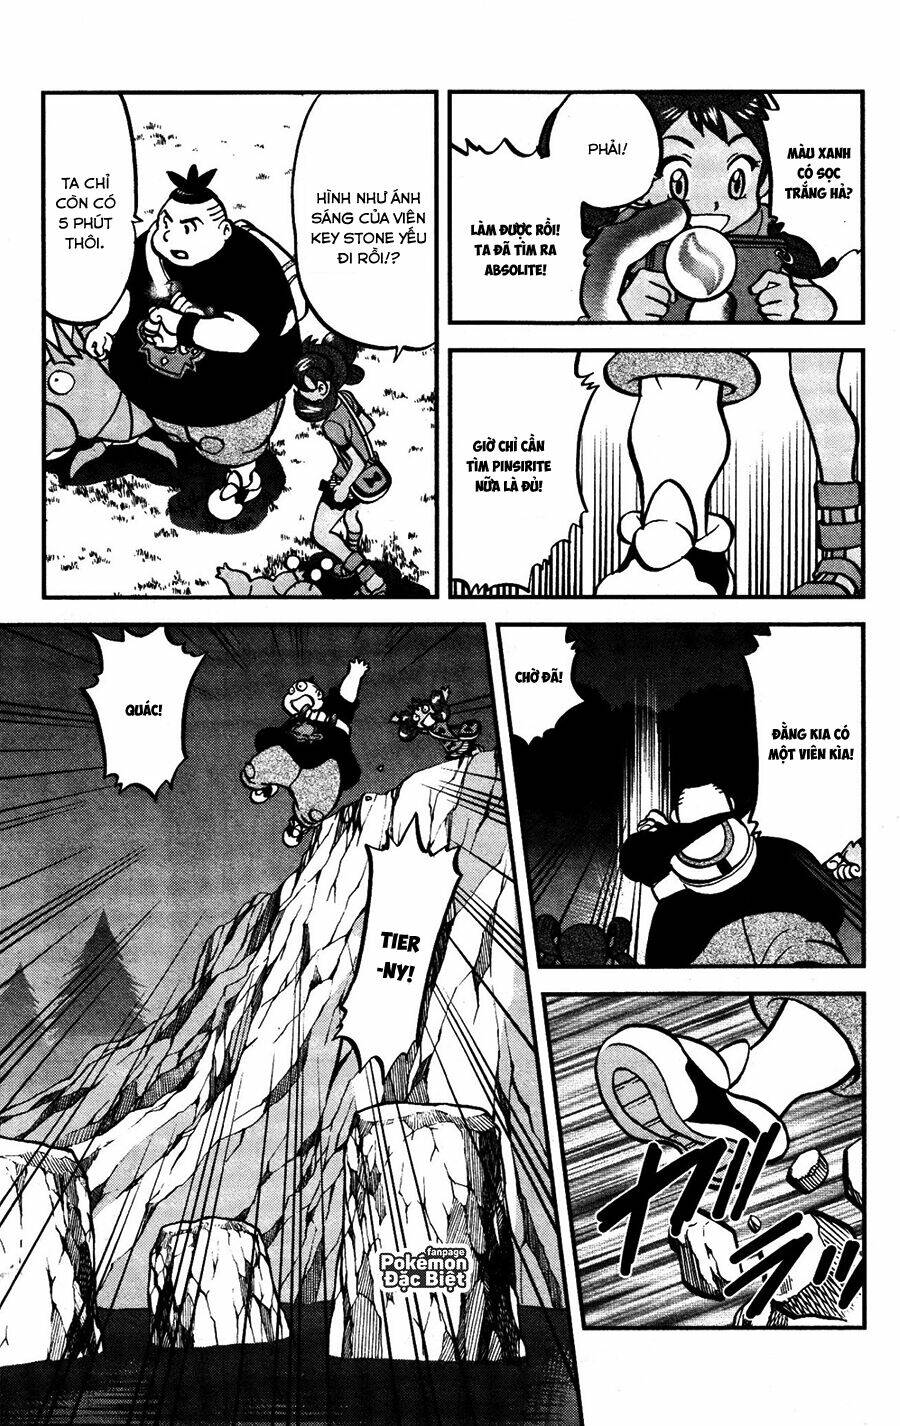 MÀU XANH
CÓ SỌC
TRẮNG HÀ?
PHẢI!
LÀM ĐƯỢC RỒI!
TA ĐÃ TÌM RA
ABSOLITE!
GIỜ CHỈ CẦN
TÌM PINSIRITE
NỮA LÀ ĐỦ!
HÌNH NHƯ ÁNH
SÁNG CỦA VIÊN
KEY STONE YẾU
ĐI RỒI!?
TA CHỈ
CÒN CÓ
5 PHÚT
THÔI.
CHỜ ĐÃ!
ĐẰNG KIA CÓ
MỘT VIÊN KÌA!
TIER
-NY!
QUÁC!
fanpage
Pokémon
Đặc Biệt